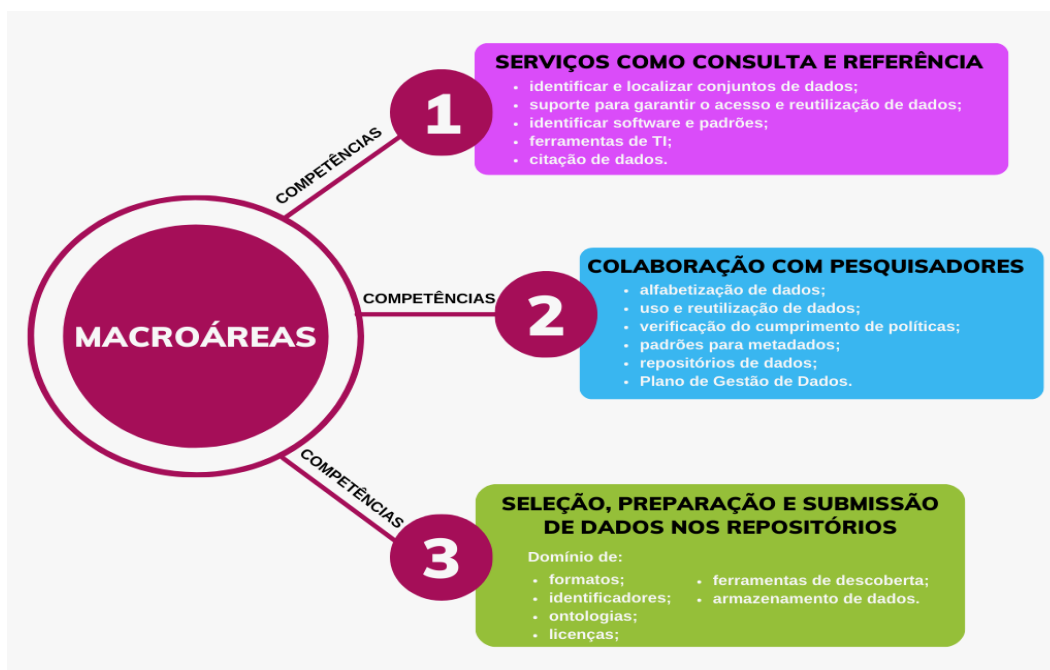 MACROÁREAS
COMPETÊNCIAS
1
SERVIÇOS COMO CONSULTA E REFERÊNCIA
• identificar e localizar conjuntos de dados;
• suporte para garantir o acesso e reutilização de dados;
• identificar software e padrões;
• ferramentas de TI;
• citação de dados.
COMPETÊNCIAS
2
COLABORAÇÃO COM PESQUISADORES
• alfabetização de dados;
• uso e reutilização de dados;
• verificação do cumprimento de políticas;
• padrões para metadados;
• repositórios de dados;
• Plano de Gestão de Dados.
COMPETÊNCIAS
3
SELEÇÃO, PREPARAÇÃO E SUBMISSÃO
DE DADOS NOS REPOSITÓRIOS
Domínio de:
• formatos;
• identificadores;
• ontologias;
• licenças;
• ferramentas de descoberta;
• armazenamento de dados.